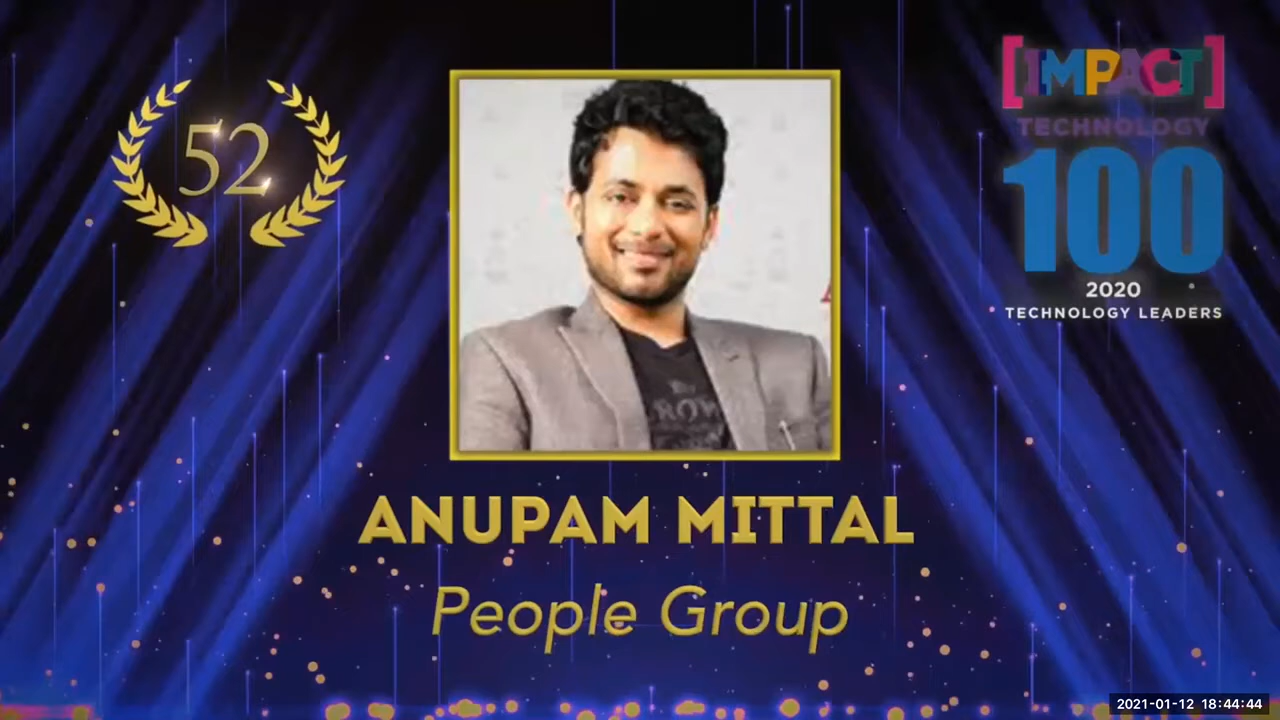 52
[IMPACT]
TECHNOLOGY
100
2020
TECHNOLOGY LEADERS
ANUPAM MITTAL
People Group
2021-01-12 18:44:44